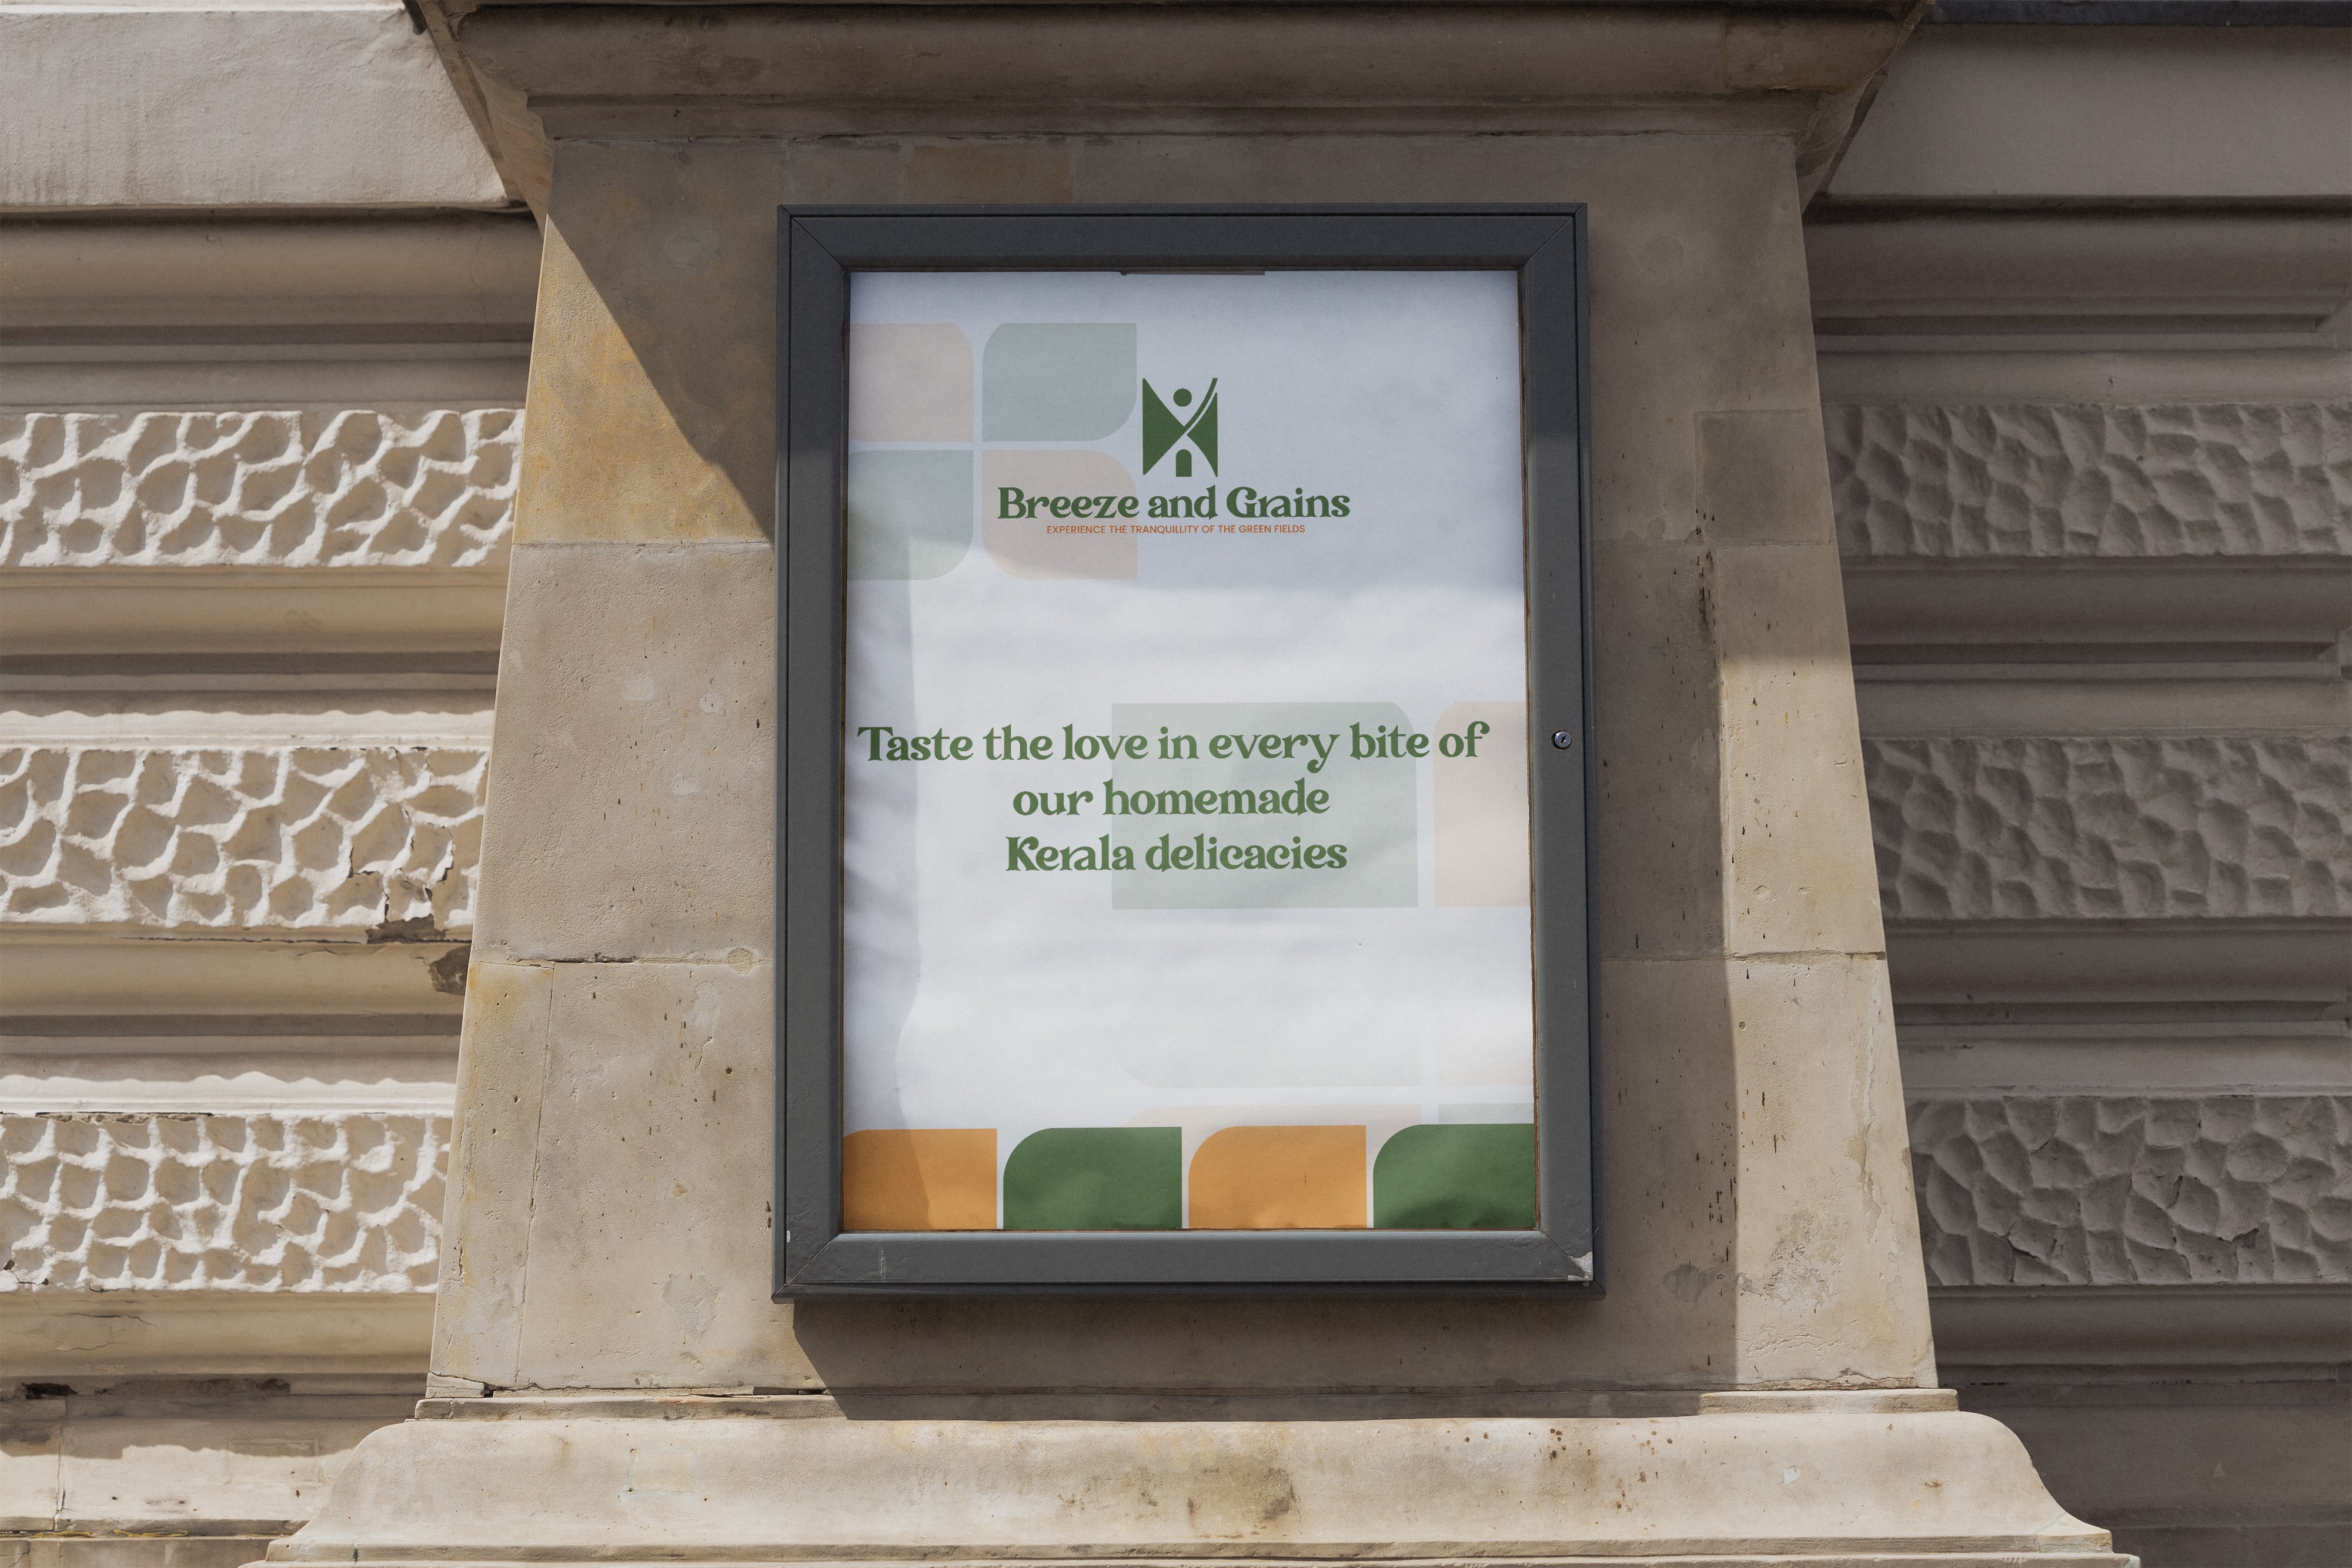 Breeze and Grains
EXPERIENCE THE TRANQUILLITY OF THE GREEN FIELDS
Taste the love in every bite of
our homemade
Kerala delicacies